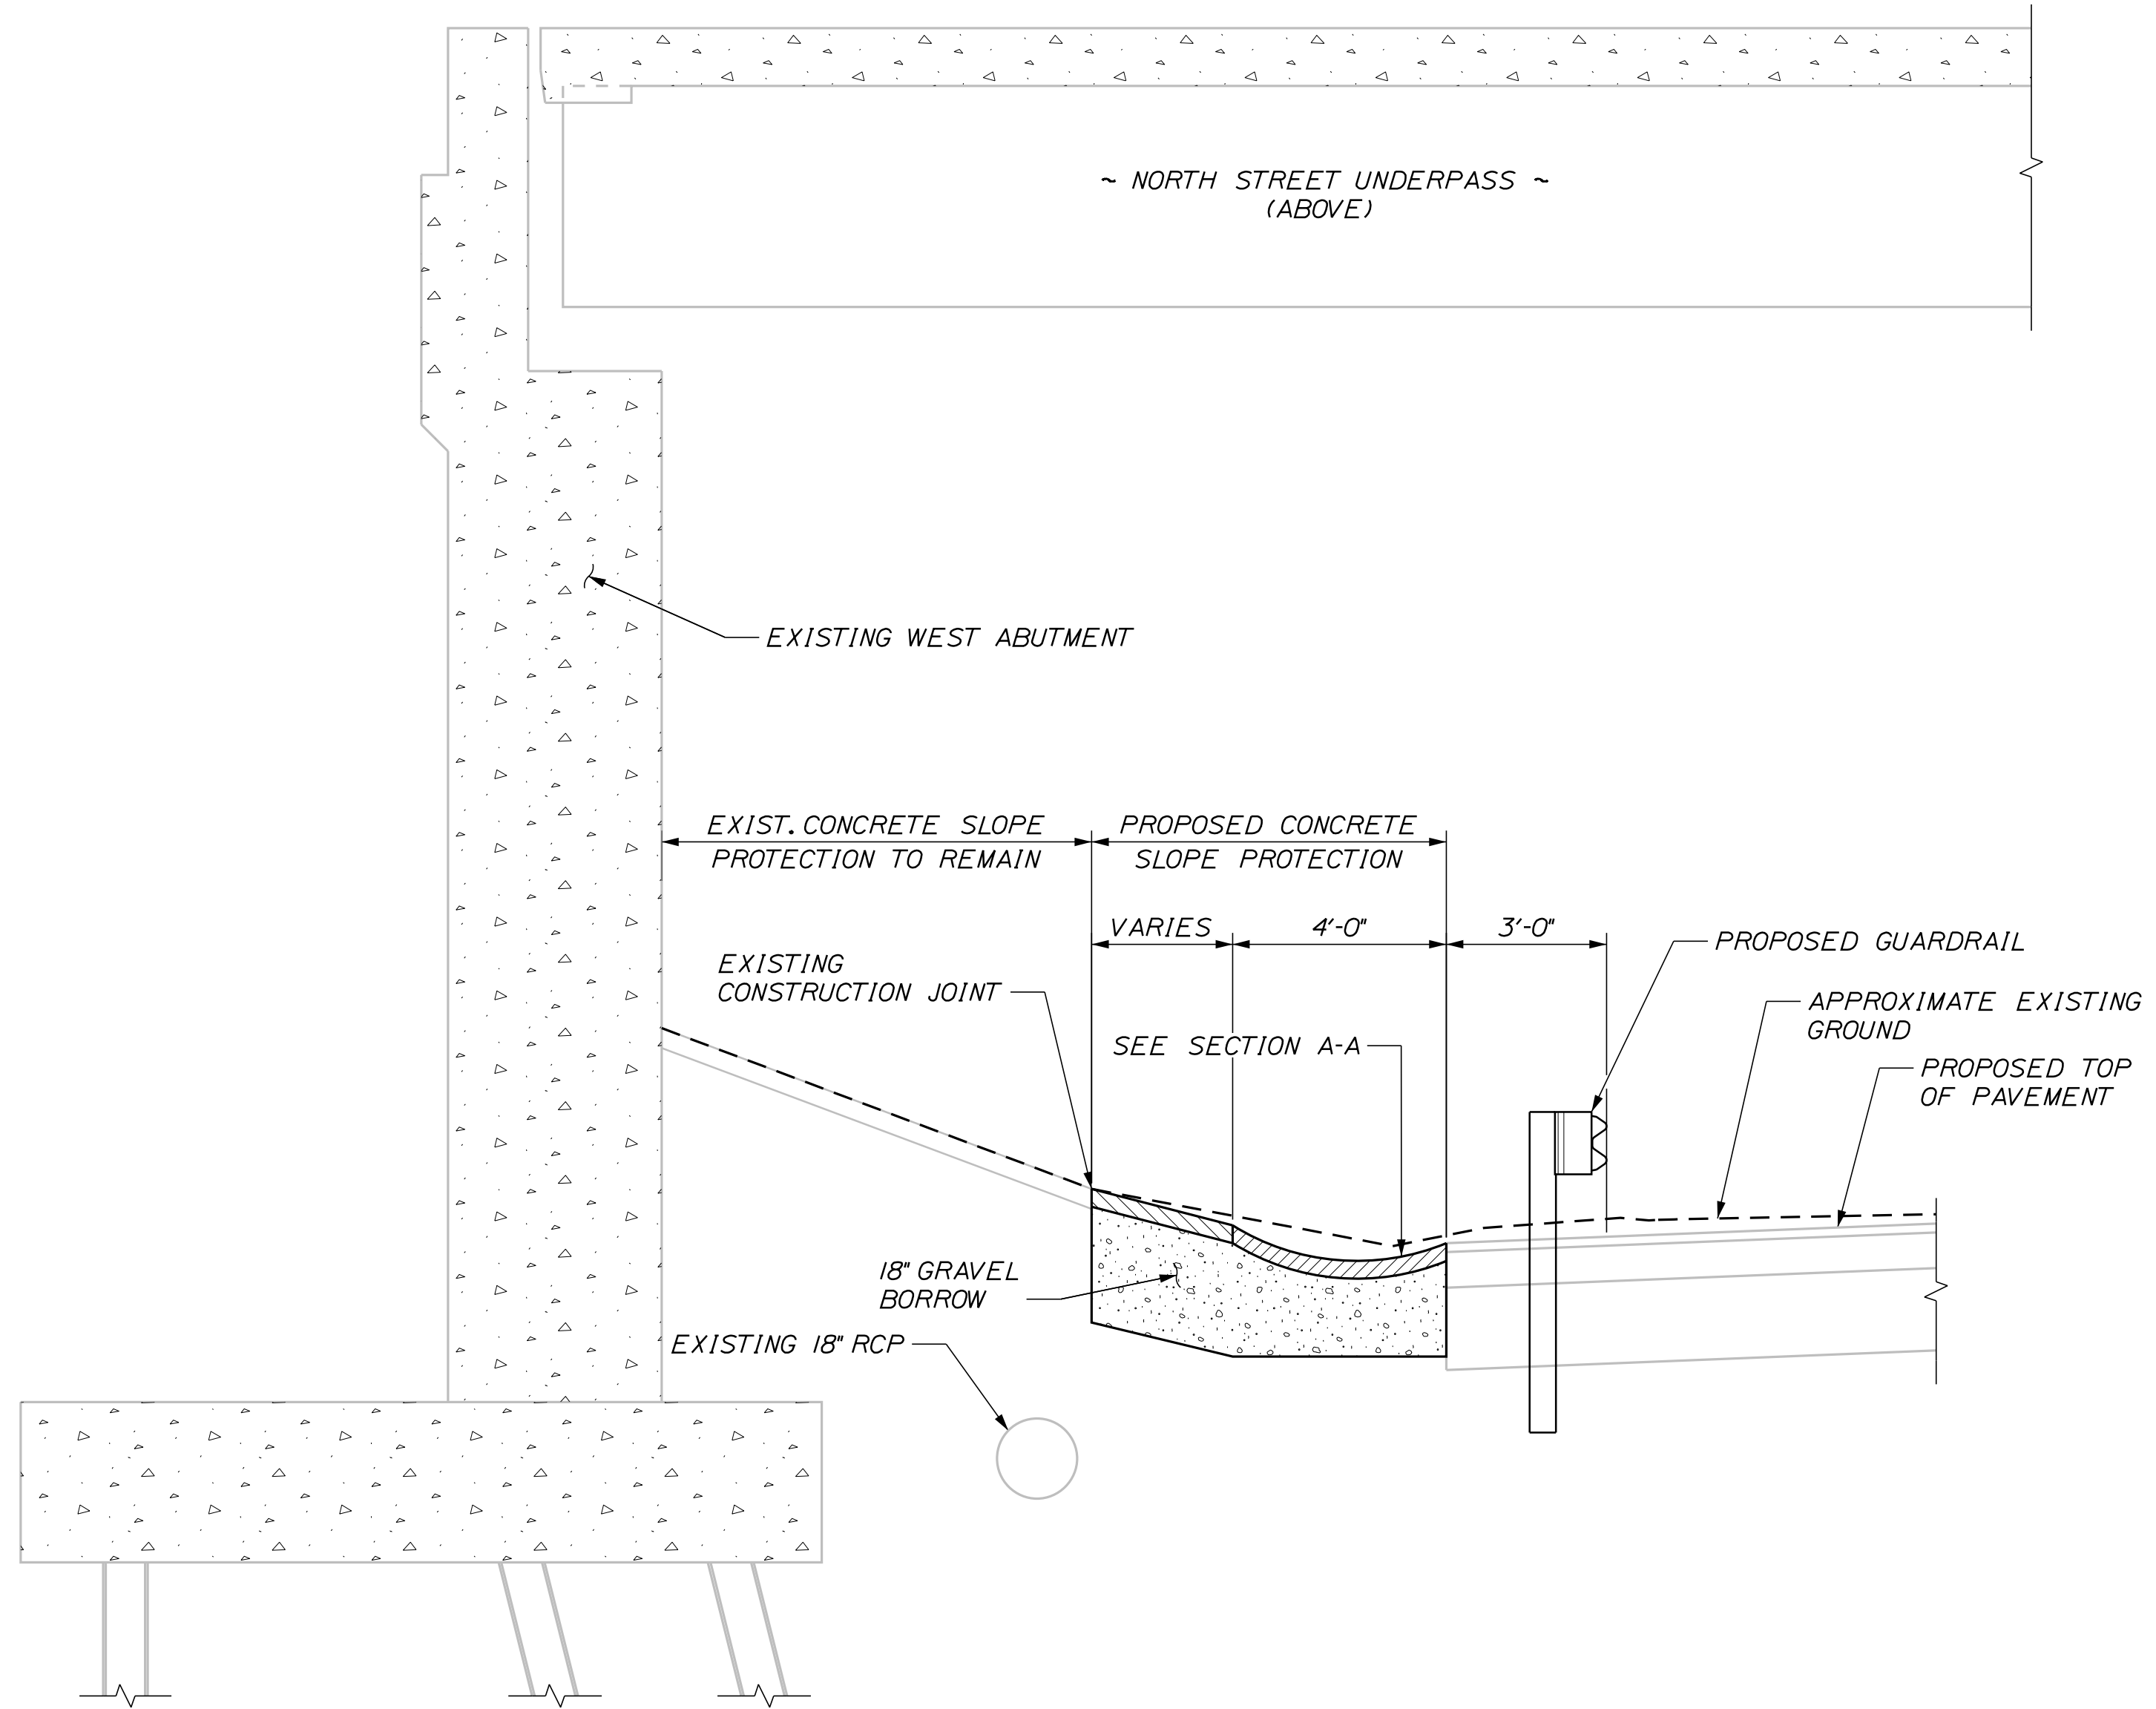 ~ NORTH STREET UNDERPASS ~
(ABOVE)
EXISTING WEST ABUTMENT
EXIST. CONCRETE SLOPE
PROTECTION TO REMAIN
PROPOSED CONCRETE
SLOPE PROTECTION
VARIES
4'-0"
3'-0"
PROPOSED GUARDRAIL
EXISTING
CONSTRUCTION JOINT
APPROXIMATE EXISTING
GROUND
SEE SECTION A-A
PROPOSED TOP
OF PAVEMENT
18" GRAVEL
BORROW
EXISTING 18" RCP